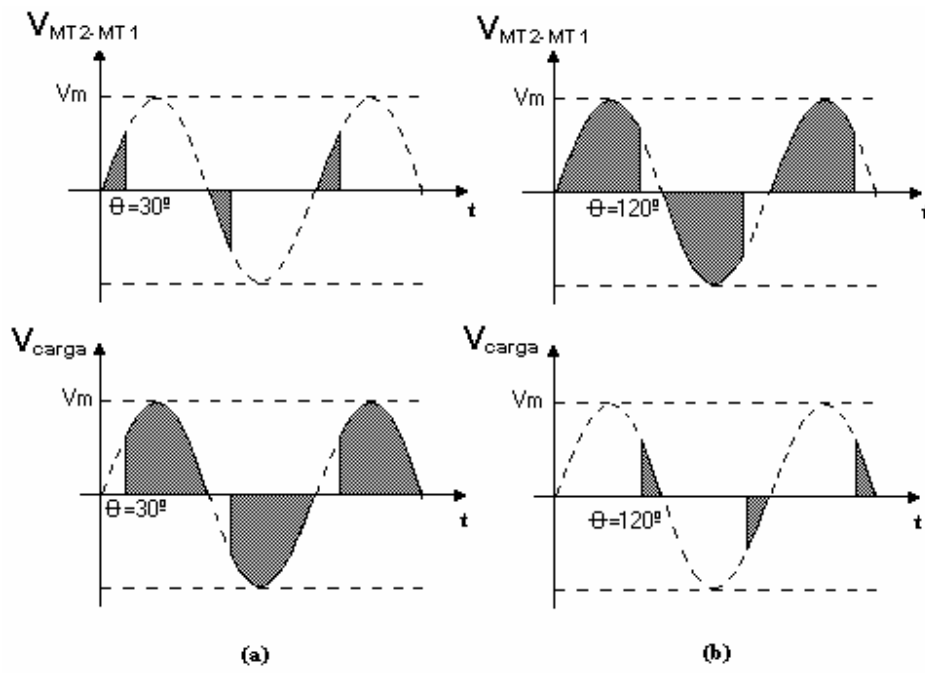 VMT2-MT1
Vm
θ=30º
t
VMT2-MT1
Vm
θ=120º
t
Vcarga
Vm
θ=30º
t
Vcarga
Vm
θ=120º
t
(a)
(b)